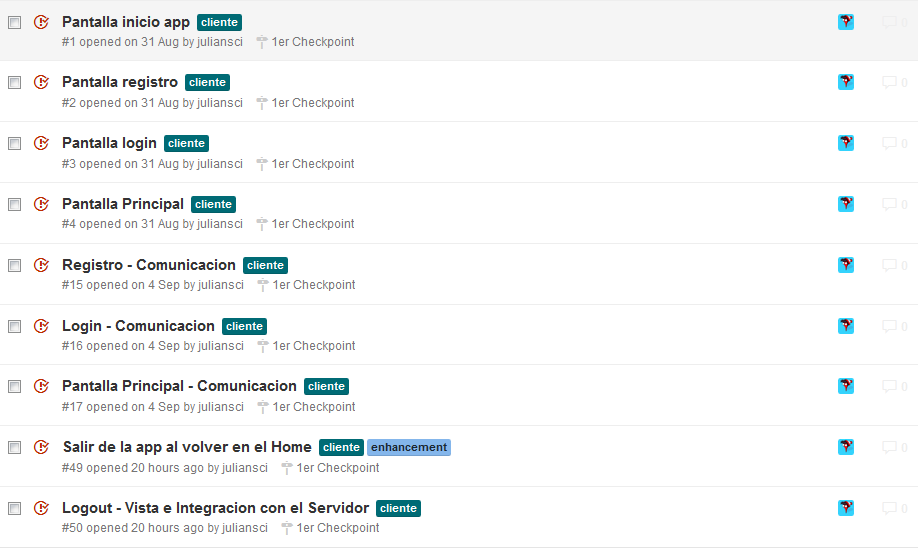 Pantalla inicio app cliente
#1 opened on 31 Aug by juliansci 1er Checkpoint 0
Pantalla registro cliente
#2 opened on 31 Aug by juliansci 1er Checkpoint 0
Pantalla login cliente
#3 opened on 31 Aug by juliansci 1er Checkpoint 0
Pantalla Principal cliente
#4 opened on 31 Aug by juliansci 1er Checkpoint 0
Registro - Comunicacion cliente
#15 opened on 4 Sep by juliansci 1er Checkpoint 0
Login - Comunicacion cliente
#16 opened on 4 Sep by juliansci 1er Checkpoint 0
Pantalla Principal - Comunicacion cliente
#17 opened on 4 Sep by juliansci 1er Checkpoint 0
Salir de la app al volver en el Home cliente enhancement
#49 opened 20 hours ago by juliansci 1er Checkpoint 0
Logout - Vista e Integracion con el Servidor cliente
#50 opened 20 hours ago by juliansci 1er Checkpoint 0